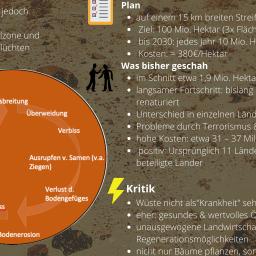 jedoch
lzone und
lüchten
sbreitung
Überweidung
Verbiss
Ausrupfen v. Samen (v.a.
Ziegen)
Verlust d.
Bodengefüges
ss
Bodenerosion
Plan
auf einem 15 km breiten Streif
Ziel: 100 Mio. Hektar (3x Fläch
bis 2030: jedes Jahr 10 Mio. H
Kosten: ≈ 380€/Hektar
Was bisher geschah
im Schnitt etwa 1,9 Mio. Hekta
langsamer Fortschritt: bislang
renaturiert
Unterschied in einzelnen Länd
Probleme durch Terrorismus &
hohe Kosten: etwa 31 – 37 Mil
positiv: Ursprünglich 11 Lände
beteiligte Länder
Kritik
Wüste nicht als"Krankheit" seh
ehen: gesundes & wertvolles Ö
unausgewogene Landwirtscha
Regenerationsmöglichkeiten
nicht nur Bäume pflanzen, son